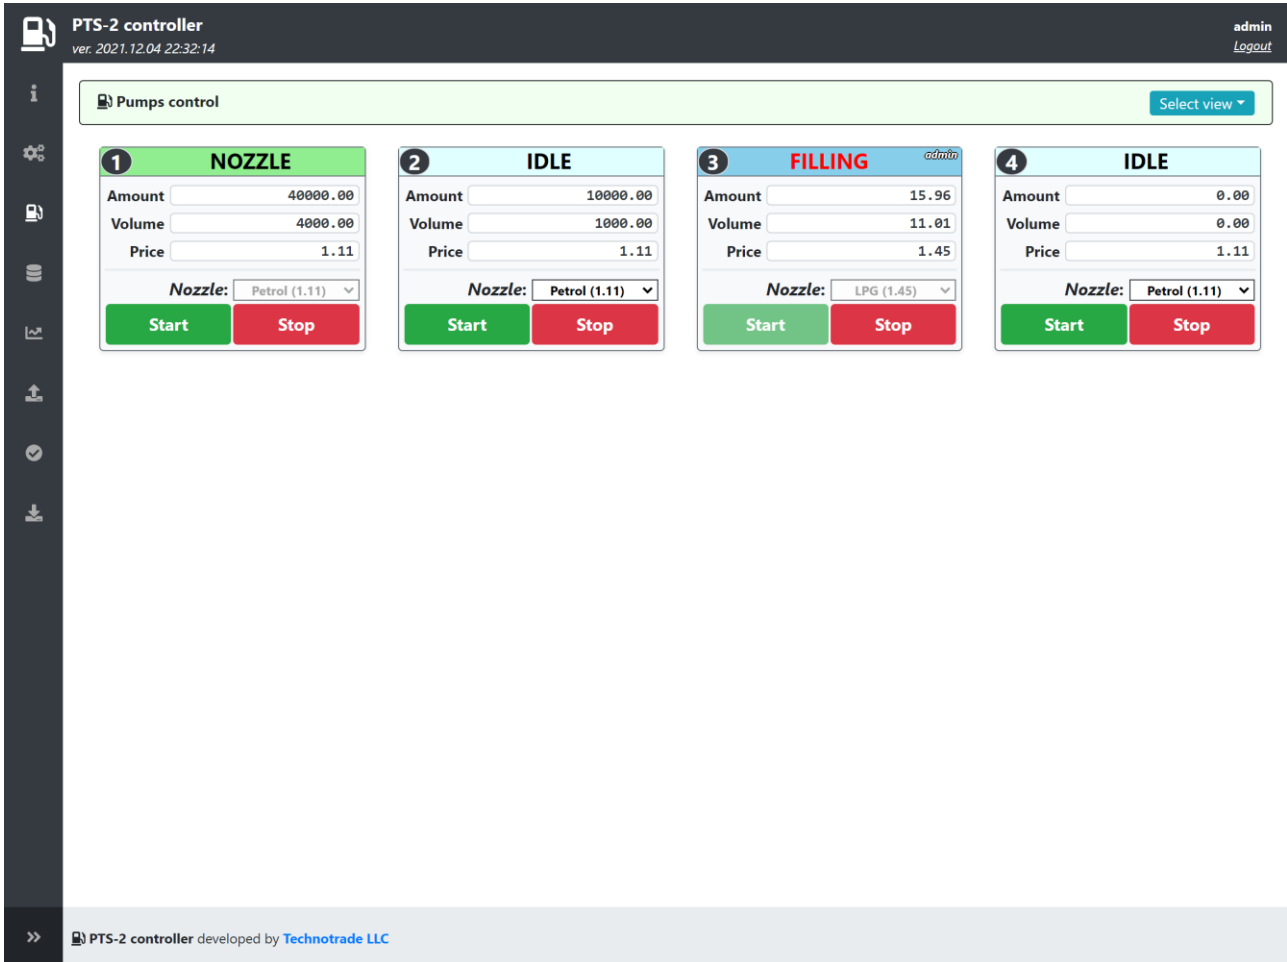 PTS-2 controller
ver. 2021.12.04 22:32:14
admin
Logout
Pumps control
Select view
1 NOZZLE
Amount 40000.00
Volume 4000.00
Price 1.11
Nozzle: Petrol (1.11)
Start Stop
2 IDLE
Amount 10000.00
Volume 1000.00
Price 1.11
Nozzle: Petrol (1.11)
Start Stop
3 FILLING admin
Amount 15.96
Volume 11.01
Price 1.45
Nozzle: LPG (1.45)
Start Stop
4 IDLE
Amount 0.00
Volume 0.00
Price 1.11
Nozzle: Petrol (1.11)
Start Stop
PTS-2 controller developed by Technotrade LLC